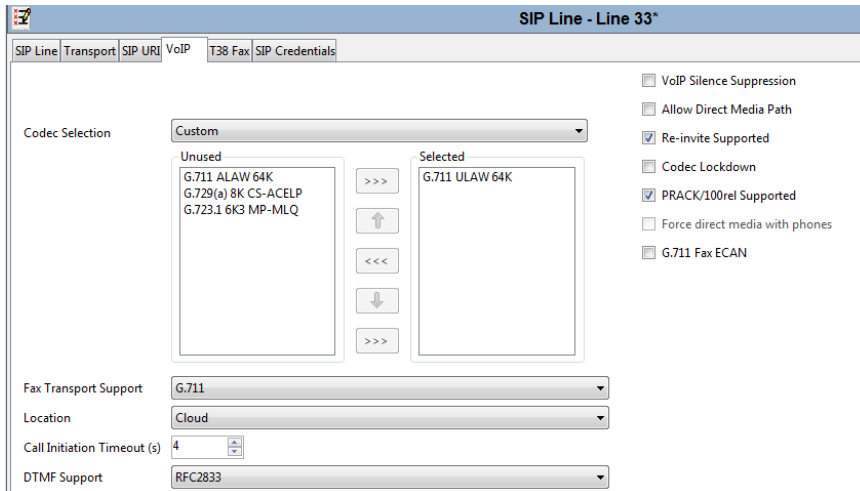 SIP Line - Line 33*
SIP Line Transport SIP URI VoIP T38 Fax SIP Credentials
VoIP Silence Suppression
Allow Direct Media Path
Re-invite Supported
Codec Lockdown
PRACK/100rel Supported
Force direct media with phones
G.711 Fax ECAN
Codec Selection Custom
Unused
G.711 ALAW 64K
G.729(a) 8K CS-ACELP
G.723.1 6K3 MP-MLQ
>>>
<<<
>>>
Selected
G.711 ULAW 64K
Fax Transport Support G.711
Location Cloud
Call Initiation Timeout (s) 4
DTMF Support RFC2833